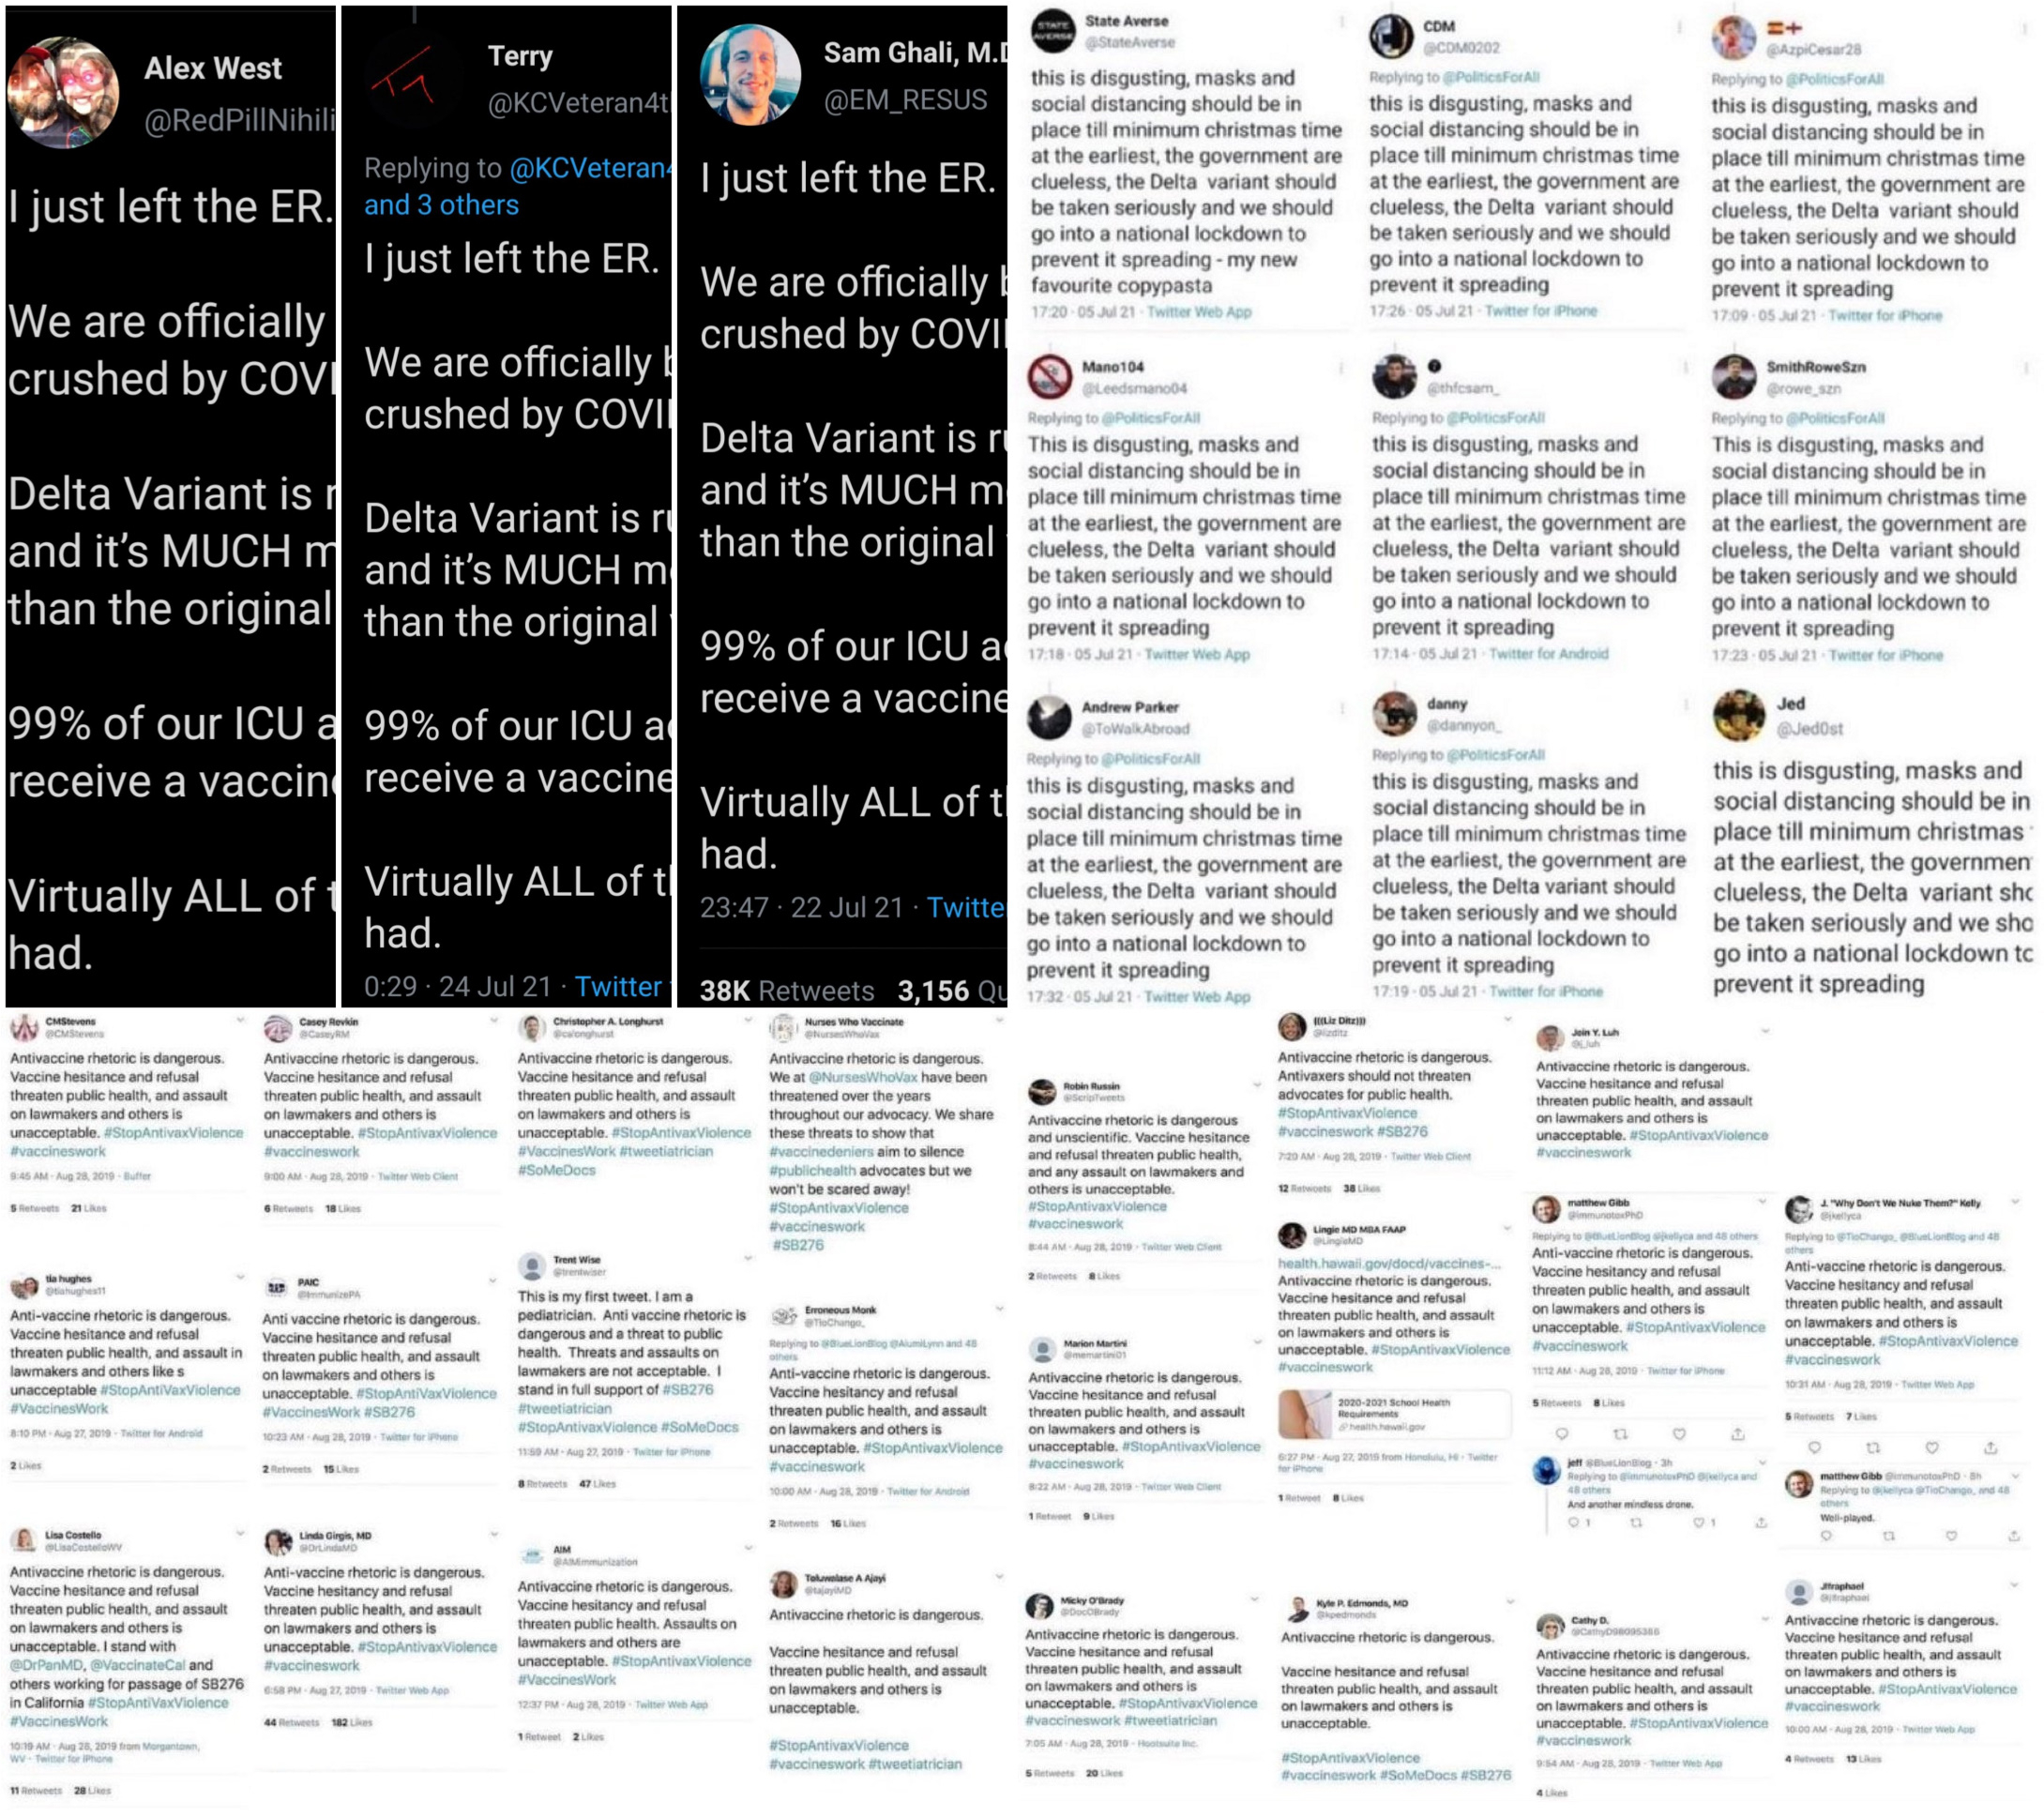 Alex West
@RedPillNihili
I just left the ER.
We are officially
crushed by COVI
Delta Variant is r
and it's MUCH m
than the original
99% of our ICU a
receive a vaccin
Virtually ALL of t
had.
Terry
@KCVeteran4t
Replying to @KCVeteran4
and 3 others
I just left the ER.
We are officially b
crushed by COVI
Delta Variant is ru
and it's MUCH m
than the original
99% of our ICU a
receive a vaccine
Virtually ALL of t
had.
0:29 · 24 Jul 21 · Twitter
Sam Ghali, M.D
@EM_RESUS
I just left the ER.
We are officially b
crushed by COVI
Delta Variant is ru
and it's MUCH m
than the original
99% of our ICU a
receive a vaccine
Virtually ALL of t
had.
23:47 · 22 Jul 21 · Twitte
38K Retweets 3,156 Qu
State Averse
@StateAverse
this is disgusting, masks and
social distancing should be in
place till minimum christmas time
at the earliest, the government are
clueless, the Delta variant should
be taken seriously and we should
go into a national lockdown to
prevent it spreading - my new
favourite copypasta
17:20 · 05 Jul 21 · Twitter Web App
CDM
@CDM0202
Replying to @PoliticsForAll
this is disgusting, masks and
social distancing should be in
place till minimum christmas time
at the earliest, the government are
clueless, the Delta variant should
be taken seriously and we should
go into a national lockdown to
prevent it spreading
17:26 · 05 Jul 21 · Twitter for iPhone
@AzpiCesar28
Replying to @PoliticsForAll
this is disgusting, masks and
social distancing should be in
place till minimum christmas time
at the earliest, the government are
clueless, the Delta variant should
be taken seriously and we should
go into a national lockdown to
prevent it spreading
17:09 · 05 Jul 21 · Twitter for iPhone
Mano104
@Leedsmano04
Replying to @PoliticsForAll
This is disgusting, masks and
social distancing should be in
place till minimum christmas time
at the earliest, the government are
clueless, the Delta variant should
be taken seriously and we should
go into a national lockdown to
prevent it spreading
17:18 · 05 Jul 21 · Twitter Web App
@thfcsam_
Replying to @PoliticsForAll
this is disgusting, masks and
social distancing should be in
place till minimum christmas time
at the earliest, the government are
clueless, the Delta variant should
be taken seriously and we should
go into a national lockdown to
prevent it spreading
17:14 · 05 Jul 21 · Twitter for Android
SmithRoweSzn
@rowe_szn
Replying to @PoliticsForAll
This is disgusting, masks and
social distancing should be in
place till minimum christmas time
at the earliest, the government are
clueless, the Delta variant should
be taken seriously and we should
go into a national lockdown to
prevent it spreading
17:23 · 05 Jul 21 · Twitter for iPhone
Andrew Parker
@ToWalkAbroad
Replying to @PoliticsForAll
this is disgusting, masks and
social distancing should be in
place till minimum christmas time
at the earliest, the government are
clueless, the Delta variant should
be taken seriously and we should
go into a national lockdown to
prevent it spreading
17:32 · 05 Jul 21 · Twitter Web App
danny
@dannyon_
Replying to @PoliticsForAll
this is disgusting, masks and
social distancing should be in
place till minimum christmas time
at the earliest, the government are
clueless, the Delta variant should
be taken seriously and we should
go into a national lockdown to
prevent it spreading
17:19 · 05 Jul 21 · Twitter for iPhone
Jed
@Jed0st
this is disgusting, masks and
social distancing should be in
place till minimum christmas
at the earliest, the governmen
clueless, the Delta variant sho
be taken seriously and we sho
go into a national lockdown to
prevent it spreading
CMStevens
@CMStevens
Antivaccine rhetoric is dangerous.
Vaccine hesitance and refusal
threaten public health, and assault
on lawmakers and others is
unacceptable. #StopAntivaxViolence
#vaccineswork
9:45 AM · Aug 28, 2019 · Buffer
5 Retweets 21 Likes
Casey Revkin
@CaseyRM
Antivaccine rhetoric is dangerous.
Vaccine hesitance and refusal
threaten public health, and assault
on lawmakers and others is
unacceptable. #StopAntivaxViolence
#vaccineswork
9:00 AM · Aug 28, 2019 · Twitter Web Client
6 Retweets 18 Likes
Christopher A. Longhurst
@calonghurst
Antivaccine rhetoric is dangerous.
Vaccine hesitance and refusal
threaten public health, and assault
on lawmakers and others is
unacceptable. #StopAntivaxViolence
#VaccinesWork #tweetiatrician
#SoMeDocs
Nurses Who Vaccinate
@NursesWhoVax
Antivaccine rhetoric is dangerous.
We at @NursesWhoVax have been
threatened over the years
throughout our advocacy. We share
these threats to show that
#vaccinedeniers aim to silence
#publichealth advocates but we
won't be scared away!
#StopAntivaxViolence
#vaccineswork
#SB276
Robin Russin
@ScripTweets
Antivaccine rhetoric is dangerous
and unscientific. Vaccine hesitance
and refusal threaten public health,
and any assault on lawmakers and
others is unacceptable.
#StopAntivaxViolence
#vaccineswork
8:44 AM · Aug 28, 2019 · Twitter Web Client
2 Retweets 8 Likes
(((Liz Ditz)))
@lizditz
Antivaccine rhetoric is dangerous.
Antivaxers should not threaten
advocates for public health.
#StopAntivaxViolence
#vaccineswork #SB276
7:20 AM · Aug 28, 2019 · Twitter Web Client
12 Retweets 38 Likes
Join Y. Luh
@j_luh
Antivaccine rhetoric is dangerous.
Vaccine hesitance and refusal
threaten public health, and assault
on lawmakers and others is
unacceptable. #StopAntivaxViolence
#vaccineswork
tia hughes
@tiahughes11
Anti-vaccine rhetoric is dangerous.
Vaccine hesitance and refusal
threaten public health, and assault in
lawmakers and others like s
unacceptable #StopAntiVaxViolence
#VaccinesWork
8:10 PM · Aug 27, 2019 · Twitter for Android
2 Likes
PAIC
@ImmunizePA
Anti vaccine rhetoric is dangerous.
Vaccine hesitance and refusal
threaten public health, and assault
on lawmakers and others is
unacceptable. #StopAntivaxViolence
#VaccinesWork #SB276
10:23 AM · Aug 28, 2019 · Twitter for iPhone
2 Retweets 15 Likes
Trent Wise
@trentwiser
This is my first tweet. I am a
pediatrician. Anti vaccine rhetoric is
dangerous and a threat to public
health. Threats and assaults on
lawmakers are not acceptable. I
stand in full support of #SB276
#tweetiatrician
#StopAntivaxViolence #SoMeDocs
11:59 AM · Aug 27, 2019 · Twitter for iPhone
8 Retweets 47 Likes
Erroneous Monk
@TioChango_
Replying to @BlueLionBlog @AlumiLynn and 48
others
Anti-vaccine rhetoric is dangerous.
Vaccine hesitancy and refusal
threaten public health, and assault
on lawmakers and others is
unacceptable. #StopAntivaxViolence
#vaccineswork
10:00 AM · Aug 28, 2019 · Twitter for Android
2 Retweets 16 Likes
Marion Martini
@memartini01
Antivaccine rhetoric is dangerous.
Vaccine hesitance and refusal
threaten public health, and assault
on lawmakers and others is
unacceptable. #StopAntivaxViolence
#vaccineswork
8:22 AM · Aug 28, 2019 · Twitter Web Client
1 Retweet 9 Likes
Lingie MD MBA FAAP
@LingieMD
health.hawaii.gov/docd/vaccines-...
Antivaccine rhetoric is dangerous.
Vaccine hesitance and refusal
threaten public health, and assault
on lawmakers and others is
unacceptable. #StopAntivaxViolence
#vaccineswork
2020-2021 School Health
Requirements
health.hawaii.gov
6:27 PM · Aug 27, 2019 from Honolulu, HI · Twitter
for iPhone
1 Retweet 8 Likes
matthew Gibb
@immunotoxPhD
Replying to @BlueLionBlog @jkellyca and 48 others
Anti-vaccine rhetoric is dangerous.
Vaccine hesitancy and refusal
threaten public health, and assault
on lawmakers and others is
unacceptable. #StopAntivaxViolence
#vaccineswork
11:12 AM · Aug 28, 2019 · Twitter for iPhone
5 Retweets 8 Likes
jeff @BlueLionBlog · 3h
Replying to @immunotoxPhD @jkellyca and
48 others
And another mindless drone.
1 1
J. "Why Don't We Nuke Them?" Kelly
@jkellyca
Replying to @TioChango_ @BlueLionBlog and 48
others
Anti-vaccine rhetoric is dangerous.
Vaccine hesitancy and refusal
threaten public health, and assault
on lawmakers and others is
unacceptable. #StopAntivaxViolence
#vaccineswork
10:31 AM · Aug 28, 2019 · Twitter Web App
5 Retweets 7 Likes
matthew Gibb @immunotoxPhD · 8h
Replying to @jkellyca @TioChango_ and 48
others
Well-played.
Lisa Costello
@LisaCostelloWV
Antivaccine rhetoric is dangerous.
Vaccine hesitance and refusal
threaten public health, and assault
on lawmakers and others is
unacceptable. I stand with
@DrPanMD, @VaccinateCal and
others working for passage of SB276
in California #StopAntiVaxViolence
#VaccinesWork
10:19 AM · Aug 28, 2019 from Morgantown,
WV · Twitter for iPhone
11 Retweets 28 Likes
Linda Girgis, MD
@DrLindaMD
Anti-vaccine rhetoric is dangerous.
Vaccine hesitancy and refusal
threaten public health, and assault
on lawmakers and others is
unacceptable. #StopAntivaxViolence
#vaccineswork
6:58 PM · Aug 27, 2019 · Twitter Web App
44 Retweets 182 Likes
AIM
@AIMimmunization
Antivaccine rhetoric is dangerous.
Vaccine hesitancy and refusal
threaten public health. Assaults on
lawmakers and others are
unacceptable. #StopAntivaxViolence
#VaccinesWork
12:37 PM · Aug 28, 2019 · Twitter Web App
1 Retweet 2 Likes
Toluwalase A Ajayi
@tajayiMD
Antivaccine rhetoric is dangerous.
Vaccine hesitance and refusal
threaten public health, and assault
on lawmakers and others is
unacceptable.
#StopAntivaxViolence
#vaccineswork #tweetiatrician
Micky O'Brady
@DocOBrady
Antivaccine rhetoric is dangerous.
Vaccine hesitance and refusal
threaten public health, and assault
on lawmakers and others is
unacceptable. #StopAntivaxViolence
#vaccineswork #tweetiatrician
7:05 AM · Aug 28, 2019 · Hootsuite Inc.
5 Retweets 20 Likes
Kyle P. Edmonds, MD
@kpedmonds
Antivaccine rhetoric is dangerous.
Vaccine hesitance and refusal
threaten public health, and assault
on lawmakers and others is
unacceptable.
#StopAntivaxViolence
#vaccineswork #SoMeDocs #SB276
Cathy D.
@CathyD98095386
Antivaccine rhetoric is dangerous.
Vaccine hesitance and refusal
threaten public health, and assault
on lawmakers and others is
unacceptable. #StopAntivaxViolence
#vaccineswork
9:54 AM · Aug 28, 2019 · Twitter Web App
4 Likes
Jffraphael
@jffraphael
Antivaccine rhetoric is dangerous.
Vaccine hesitance and refusal
threaten public health, and assault
on lawmakers and others is
unacceptable. #StopAntivaxViolence
#vaccineswork
10:00 AM · Aug 28, 2019 · Twitter Web App
4 Retweets 13 Likes